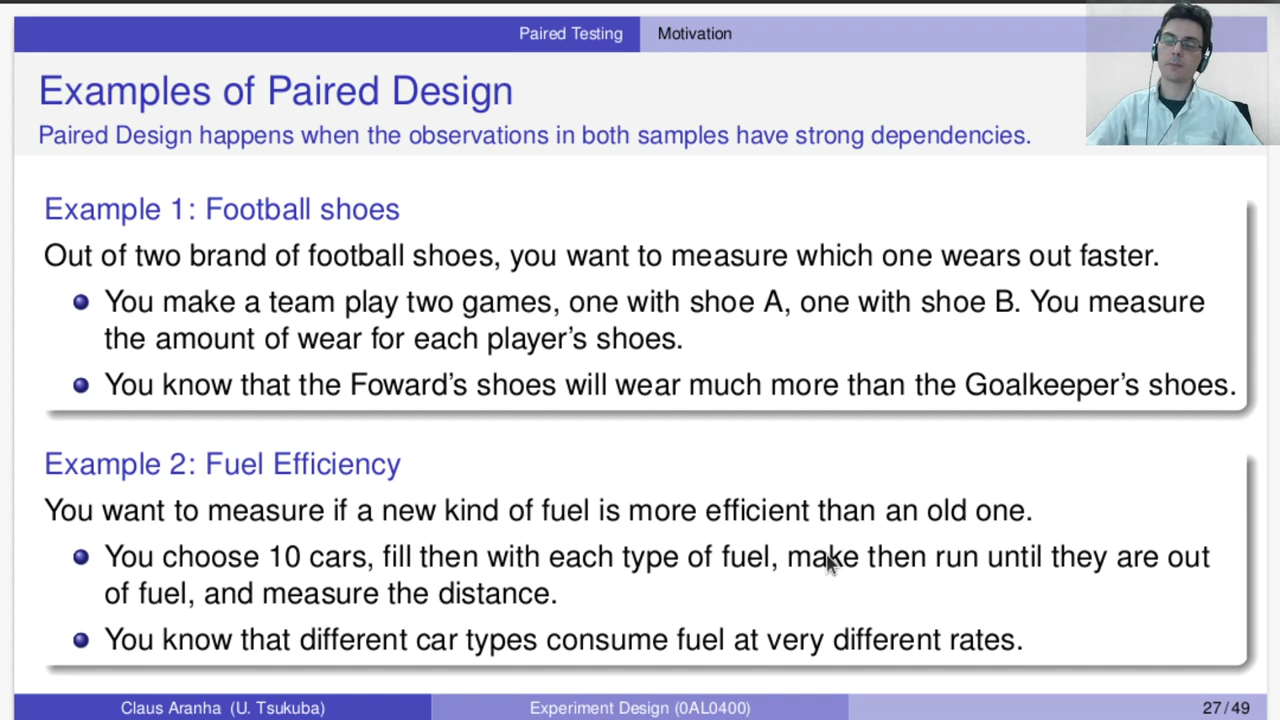 Paired Testing Motivation
Examples of Paired Design
Paired Design happens when the observations in both samples have strong dependencies.
Example 1: Football shoes
Out of two brand of football shoes, you want to measure which one wears out faster.
You make a team play two games, one with shoe A, one with shoe B. You measure
the amount of wear for each player's shoes.
You know that the Foward's shoes will wear much more than the Goalkeeper's shoes.
Example 2: Fuel Efficiency
You want to measure if a new kind of fuel is more efficient than an old one.
You choose 10 cars, fill then with each type of fuel, make then run until they are out
of fuel, and measure the distance.
You know that different car types consume fuel at very different rates.
Claus Aranha (U. Tsukuba) Experiment Design (0AL0400) 27 / 49